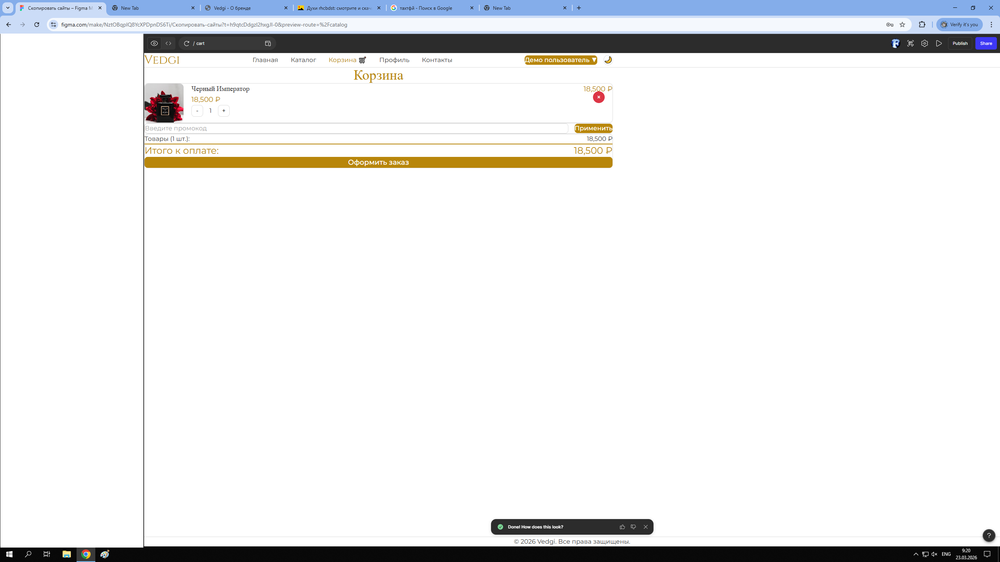 Скопировать сайты – Figma M
New Tab
Vedgi - О бренде
Духи rhcbdst: смотрите и скач
тахтфй - Поиск в Google
New Tab
figma.com/make/NztOBqpIQ8YcXPDpnDS6Ti/Скопировать-сайты?t=h9qtcDdgzl2hxgJI-0&preview-route=%2Fcatalog
Verify it's you
/ cart
Publish
Share
VEDGI
Главная
Каталог
Корзина
Профиль
Контакты
Демо пользователь ▼
Корзина
Черный Император
18,500 ₽
18,500 ₽
×
- 1 +
Введите промокод
Применить
Товары (1 шт.):
18,500 ₽
Итого к оплате:
18,500 ₽
Оформить заказ
Done! How does this look?
?
© 2026 Vedgi. Все права защищены.
ENG
9:20
23.03.2026